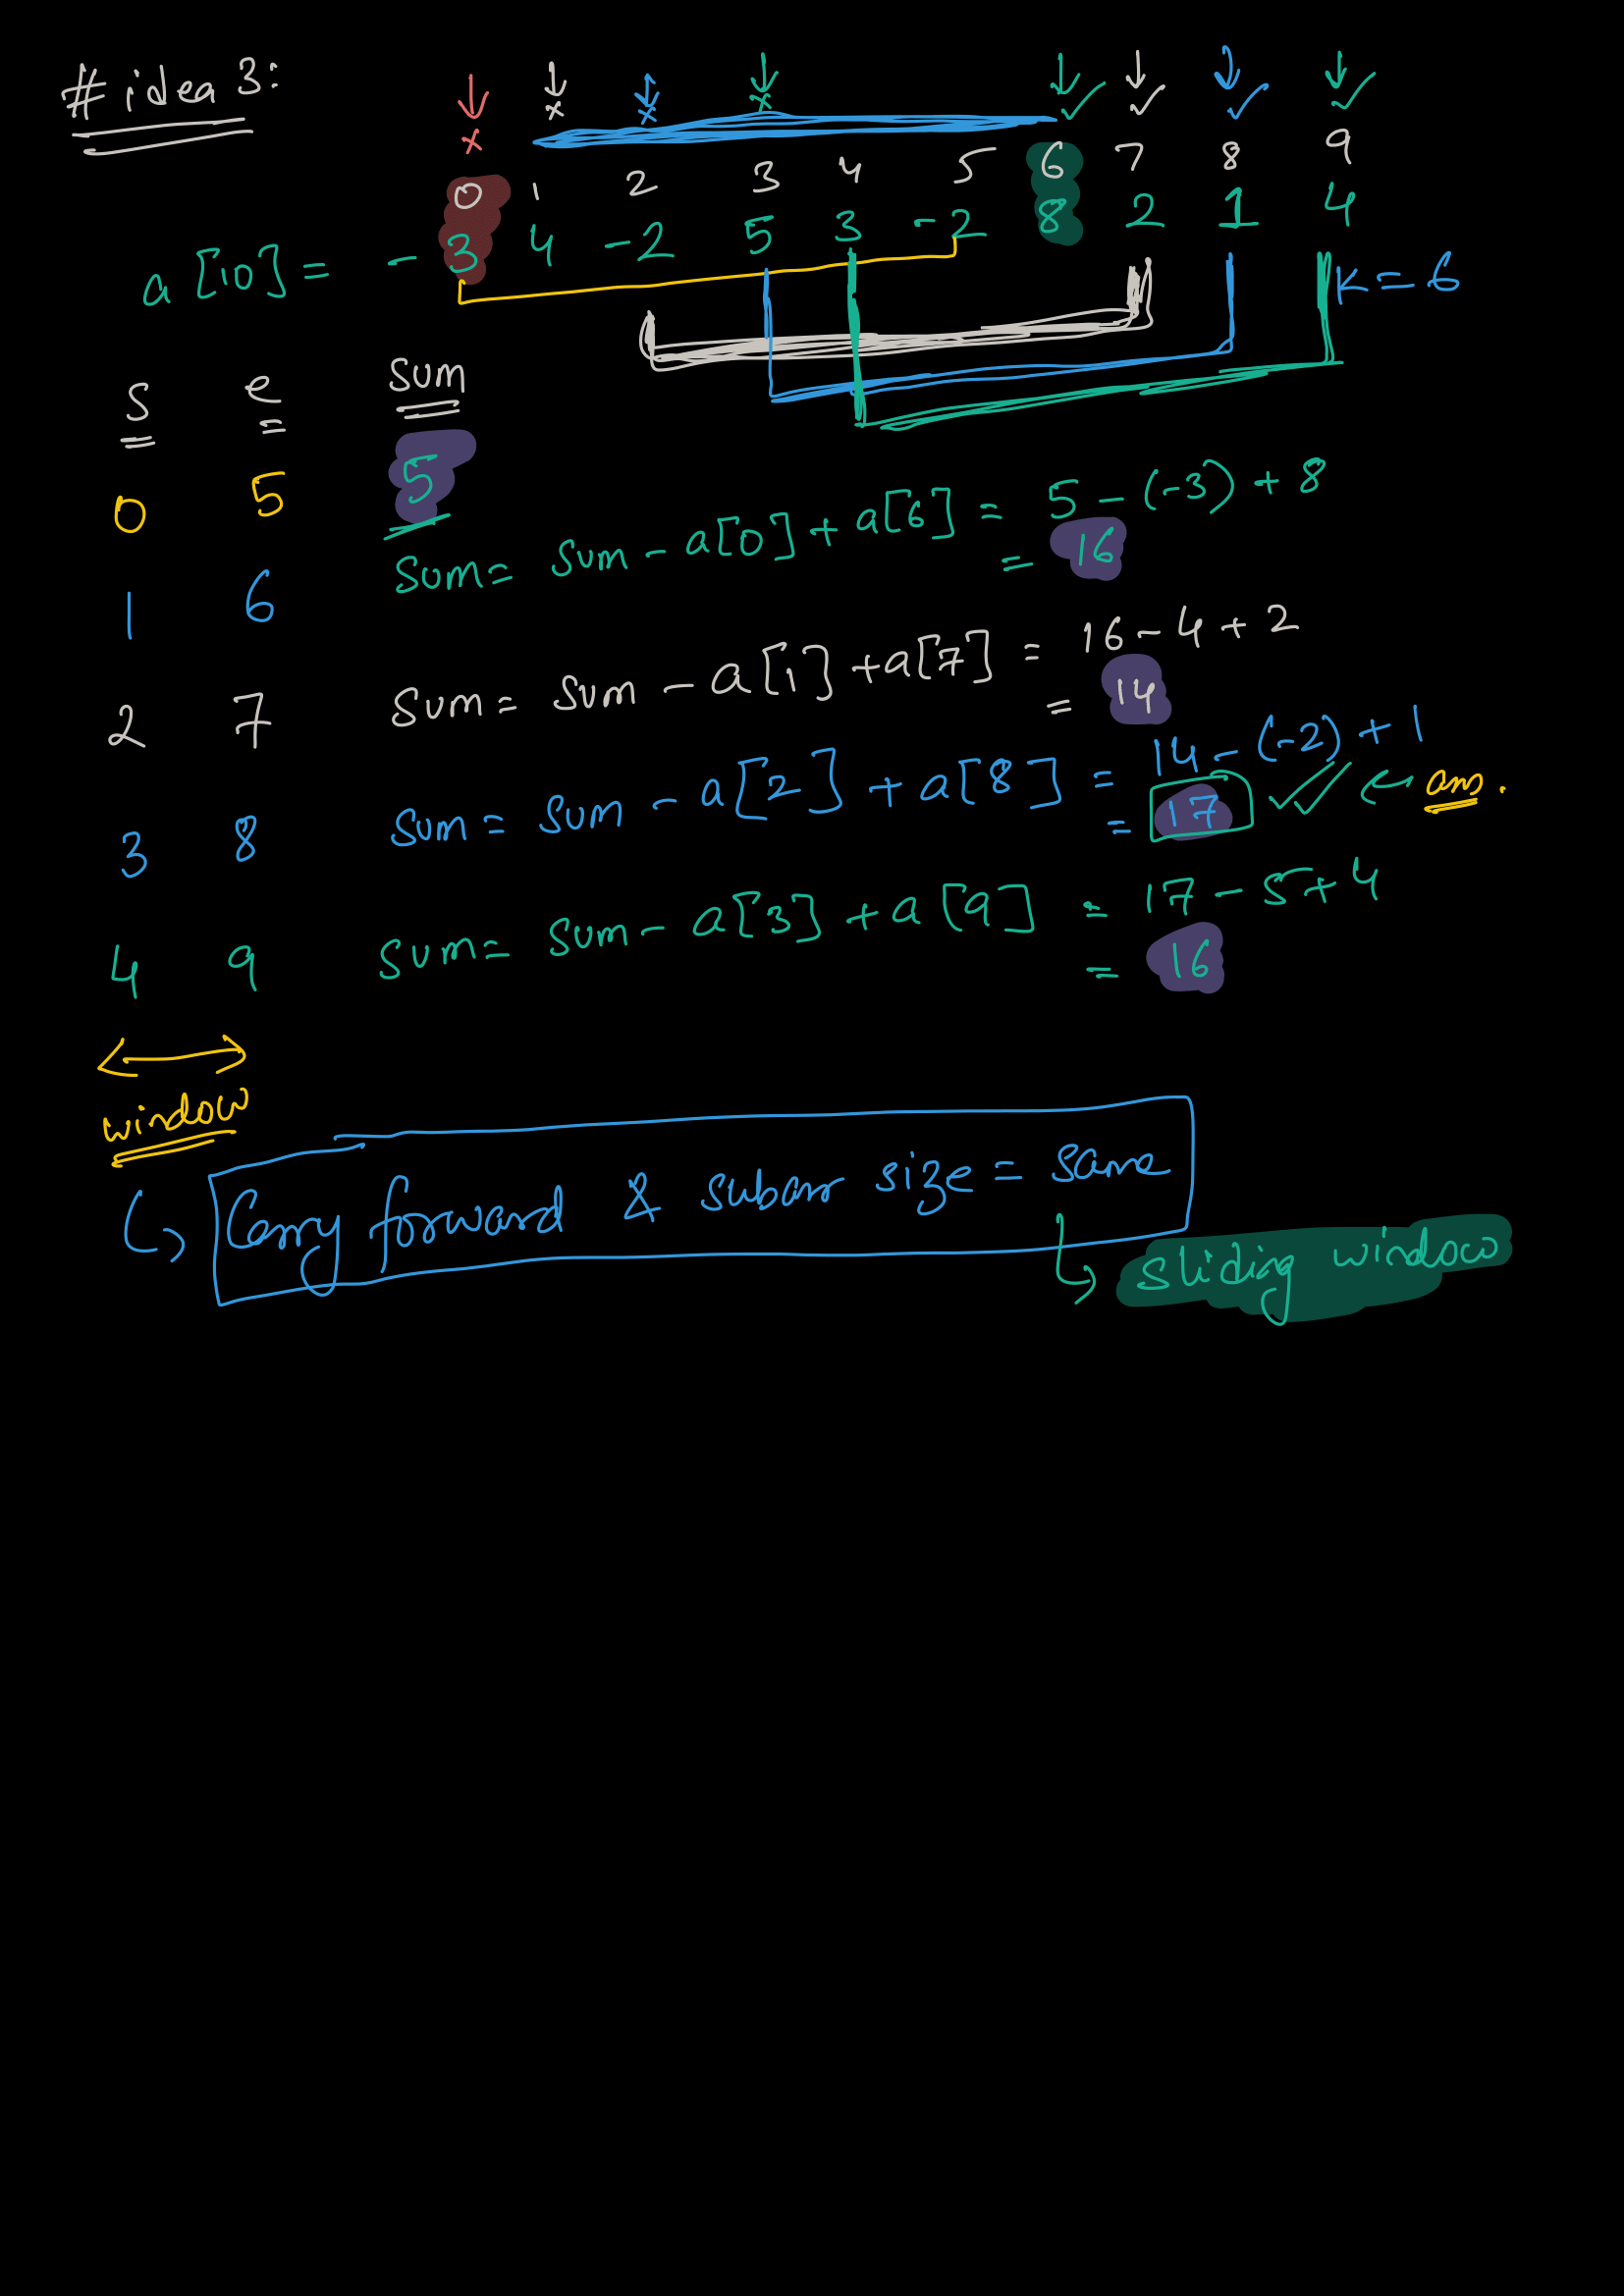 # idea 3:
0 1 2 3 4 5 6 7 8 9
a [10] = -3 4 -2 5 3 -2 8 2 1 4
K = 6
s e sum
0 5 5
1 6 sum = sum - a[0] + a[6] = 5 - (-3) + 8
= 16
2 7 sum = sum - a[1] + a[7] = 16 - 4 + 2
= 14
3 8 sum = sum - a[2] + a[8] = 14 - (-2) + 1
= 17 ✓✓ ← ans.
4 9 sum = sum - a[3] + a[9] = 17 - 5 + 4
= 16
window
Carry forward & subarr size = same
sliding window